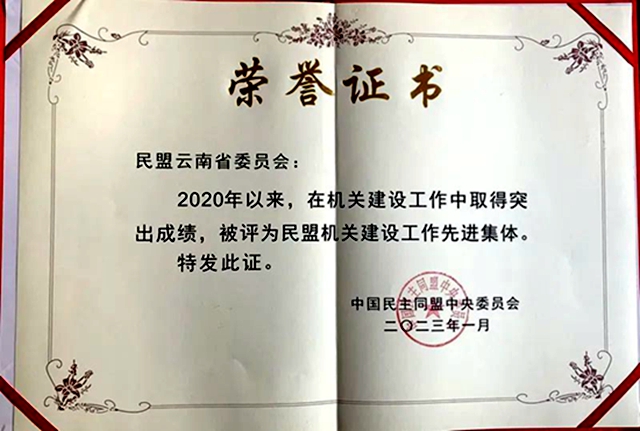 荣誉证书
民盟云南省委员会：
2020年以来，在机关建设工作中取得突
出成绩，被评为民盟机关建设工作先进集体。
特发此证。
中国民主同盟中央委员会
二〇二三年一月